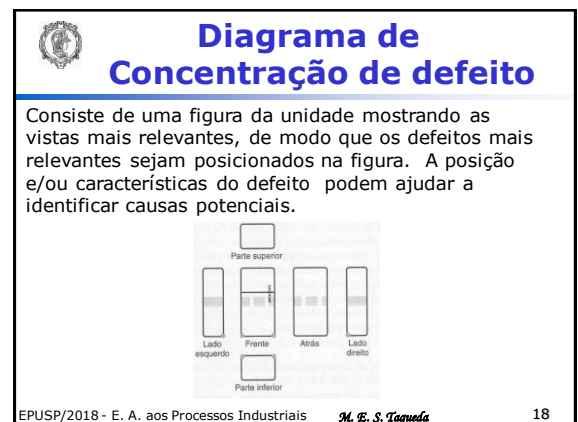 Diagrama de
Concentração de defeito
Consiste de uma figura da unidade mostrando as
vistas mais relevantes, de modo que os defeitos mais
relevantes sejam posicionados na figura. A posição
e/ou características do defeito podem ajudar a
identificar causas potenciais.
Parte superior
Lado
esquerdo
Frente
Atrás
Lado
direito
Parte inferior
EPUSP/2018 - E. A. aos Processos Industriais M. E. S. Taqueda 18